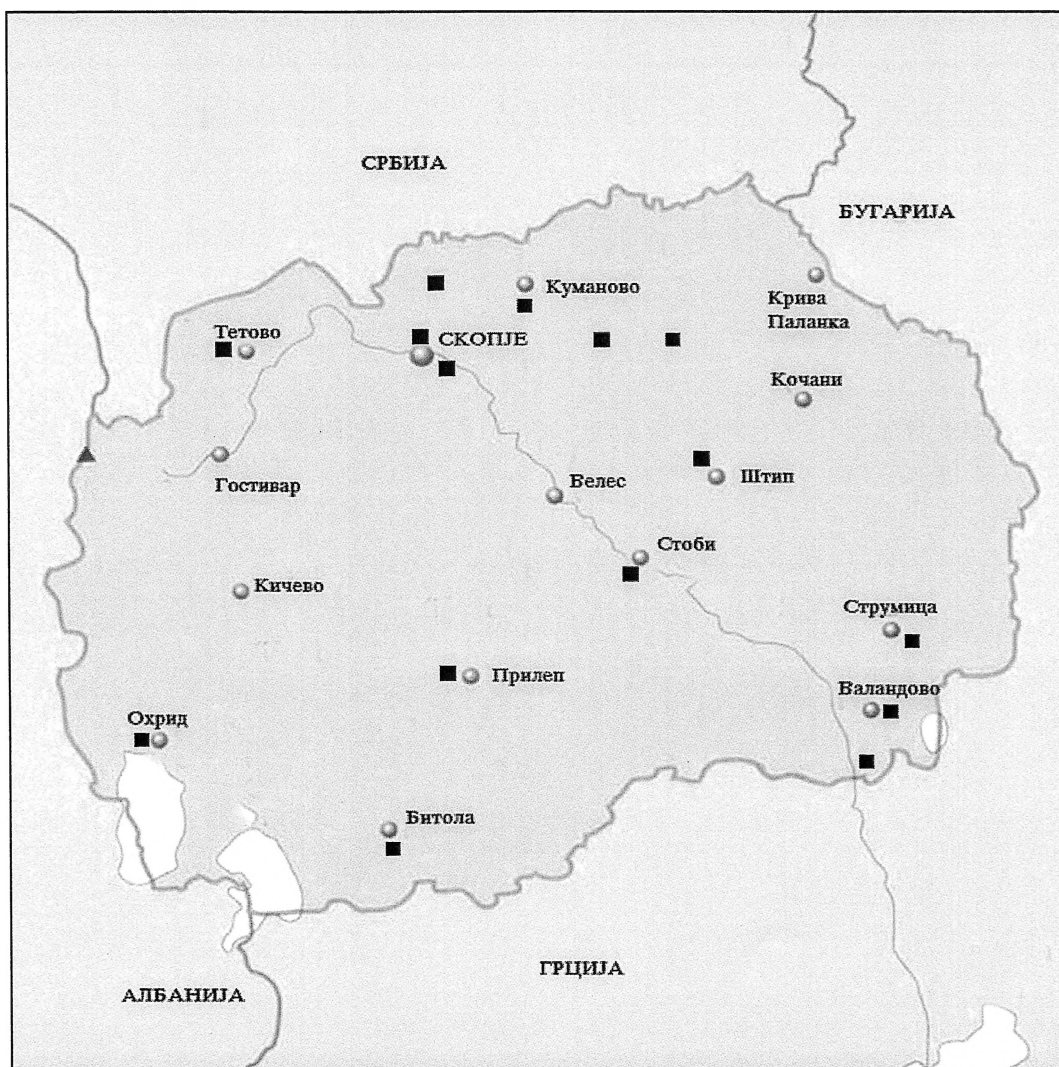 СРБИЈА
БУГАРИЈА
Куманово
Крива
Паланка
Тетово
СКОПЈЕ
Кочани
Гостивар
Велес
Штип
Стоби
Кичево
Струмица
Прилеп
Валандово
Охрид
Битола
ГРЦИЈА
АЛБАНИЈА